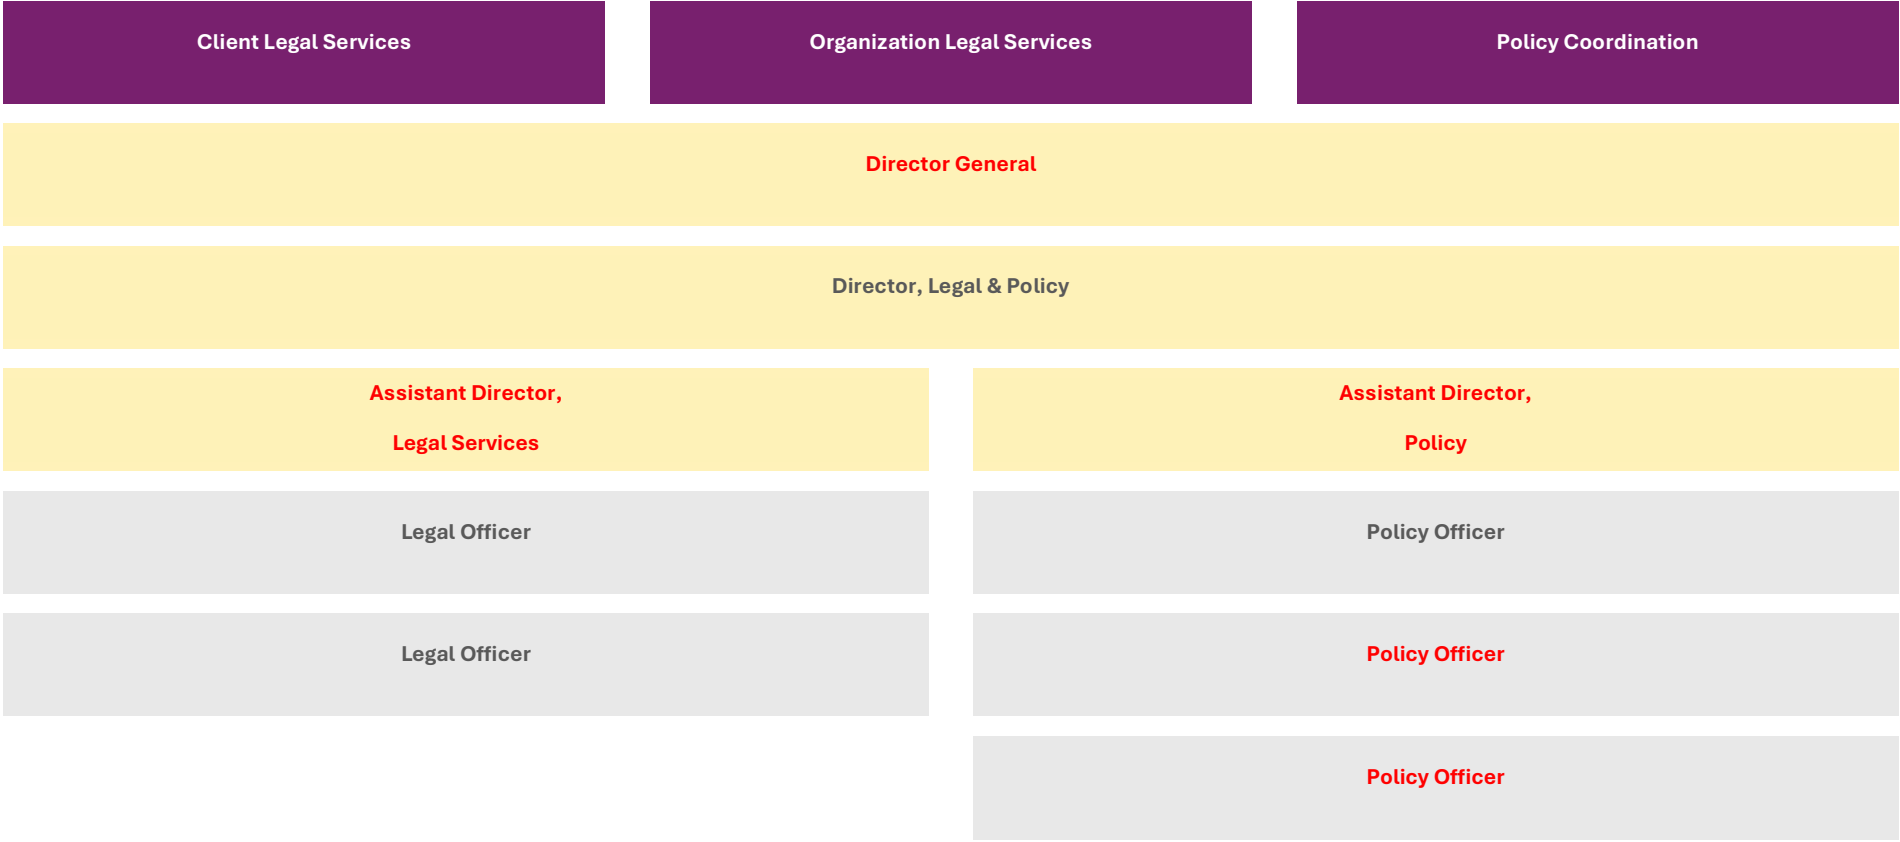 Client Legal Services
Organization Legal Services
Policy Coordination
Director General
Director, Legal & Policy
Assistant Director,
Legal Services
Assistant Director,
Policy
Legal Officer
Policy Officer
Legal Officer
Policy Officer
Policy Officer